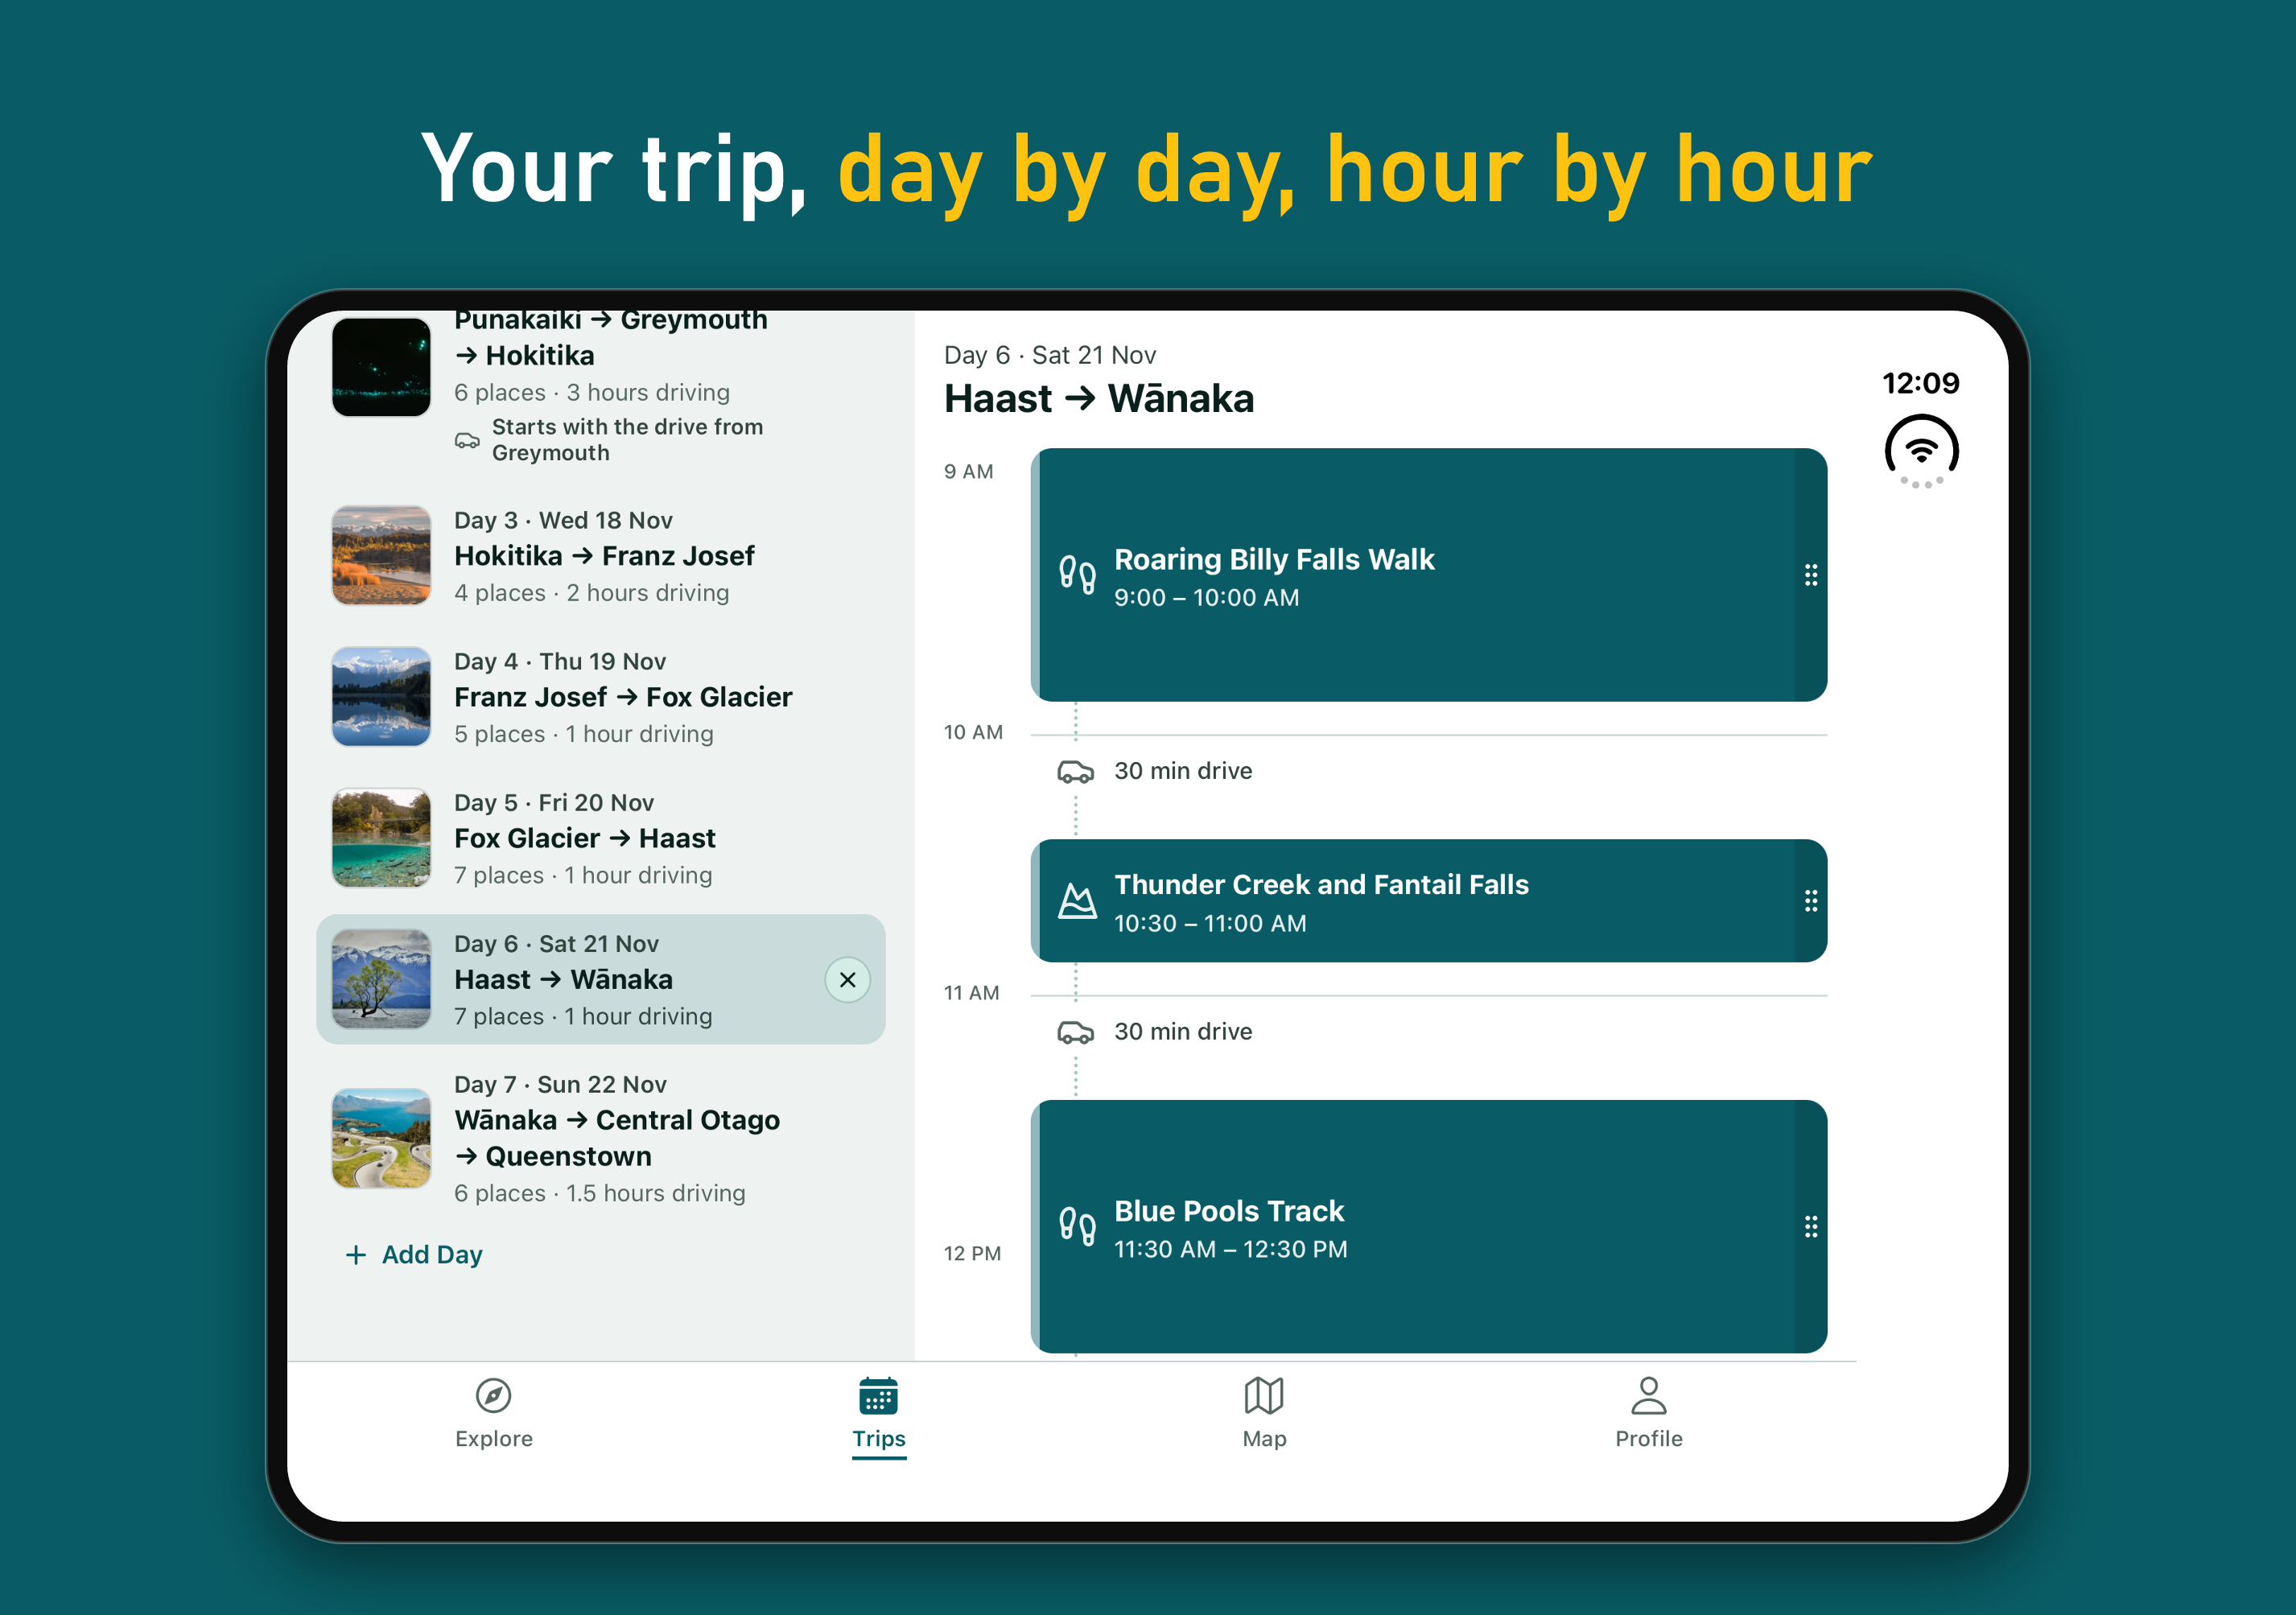 Your trip, day by day, hour by hour
Punakaiki → Greymouth
→ Hokitika
6 places · 3 hours driving
Starts with the drive from
Greymouth
Day 3 · Wed 18 Nov
Hokitika → Franz Josef
4 places · 2 hours driving
Day 4 · Thu 19 Nov
Franz Josef → Fox Glacier
5 places · 1 hour driving
Day 5 · Fri 20 Nov
Fox Glacier → Haast
7 places · 1 hour driving
Day 6 · Sat 21 Nov
Haast → Wānaka
7 places · 1 hour driving
Day 7 · Sun 22 Nov
Wānaka → Central Otago
→ Queenstown
6 places · 1.5 hours driving
+ Add Day
Day 6 · Sat 21 Nov
Haast → Wānaka
12:09
9 AM
Roaring Billy Falls Walk
9:00 – 10:00 AM
10 AM
30 min drive
Thunder Creek and Fantail Falls
10:30 – 11:00 AM
11 AM
30 min drive
Blue Pools Track
11:30 AM – 12:30 PM
12 PM
Explore
Trips
Map
Profile